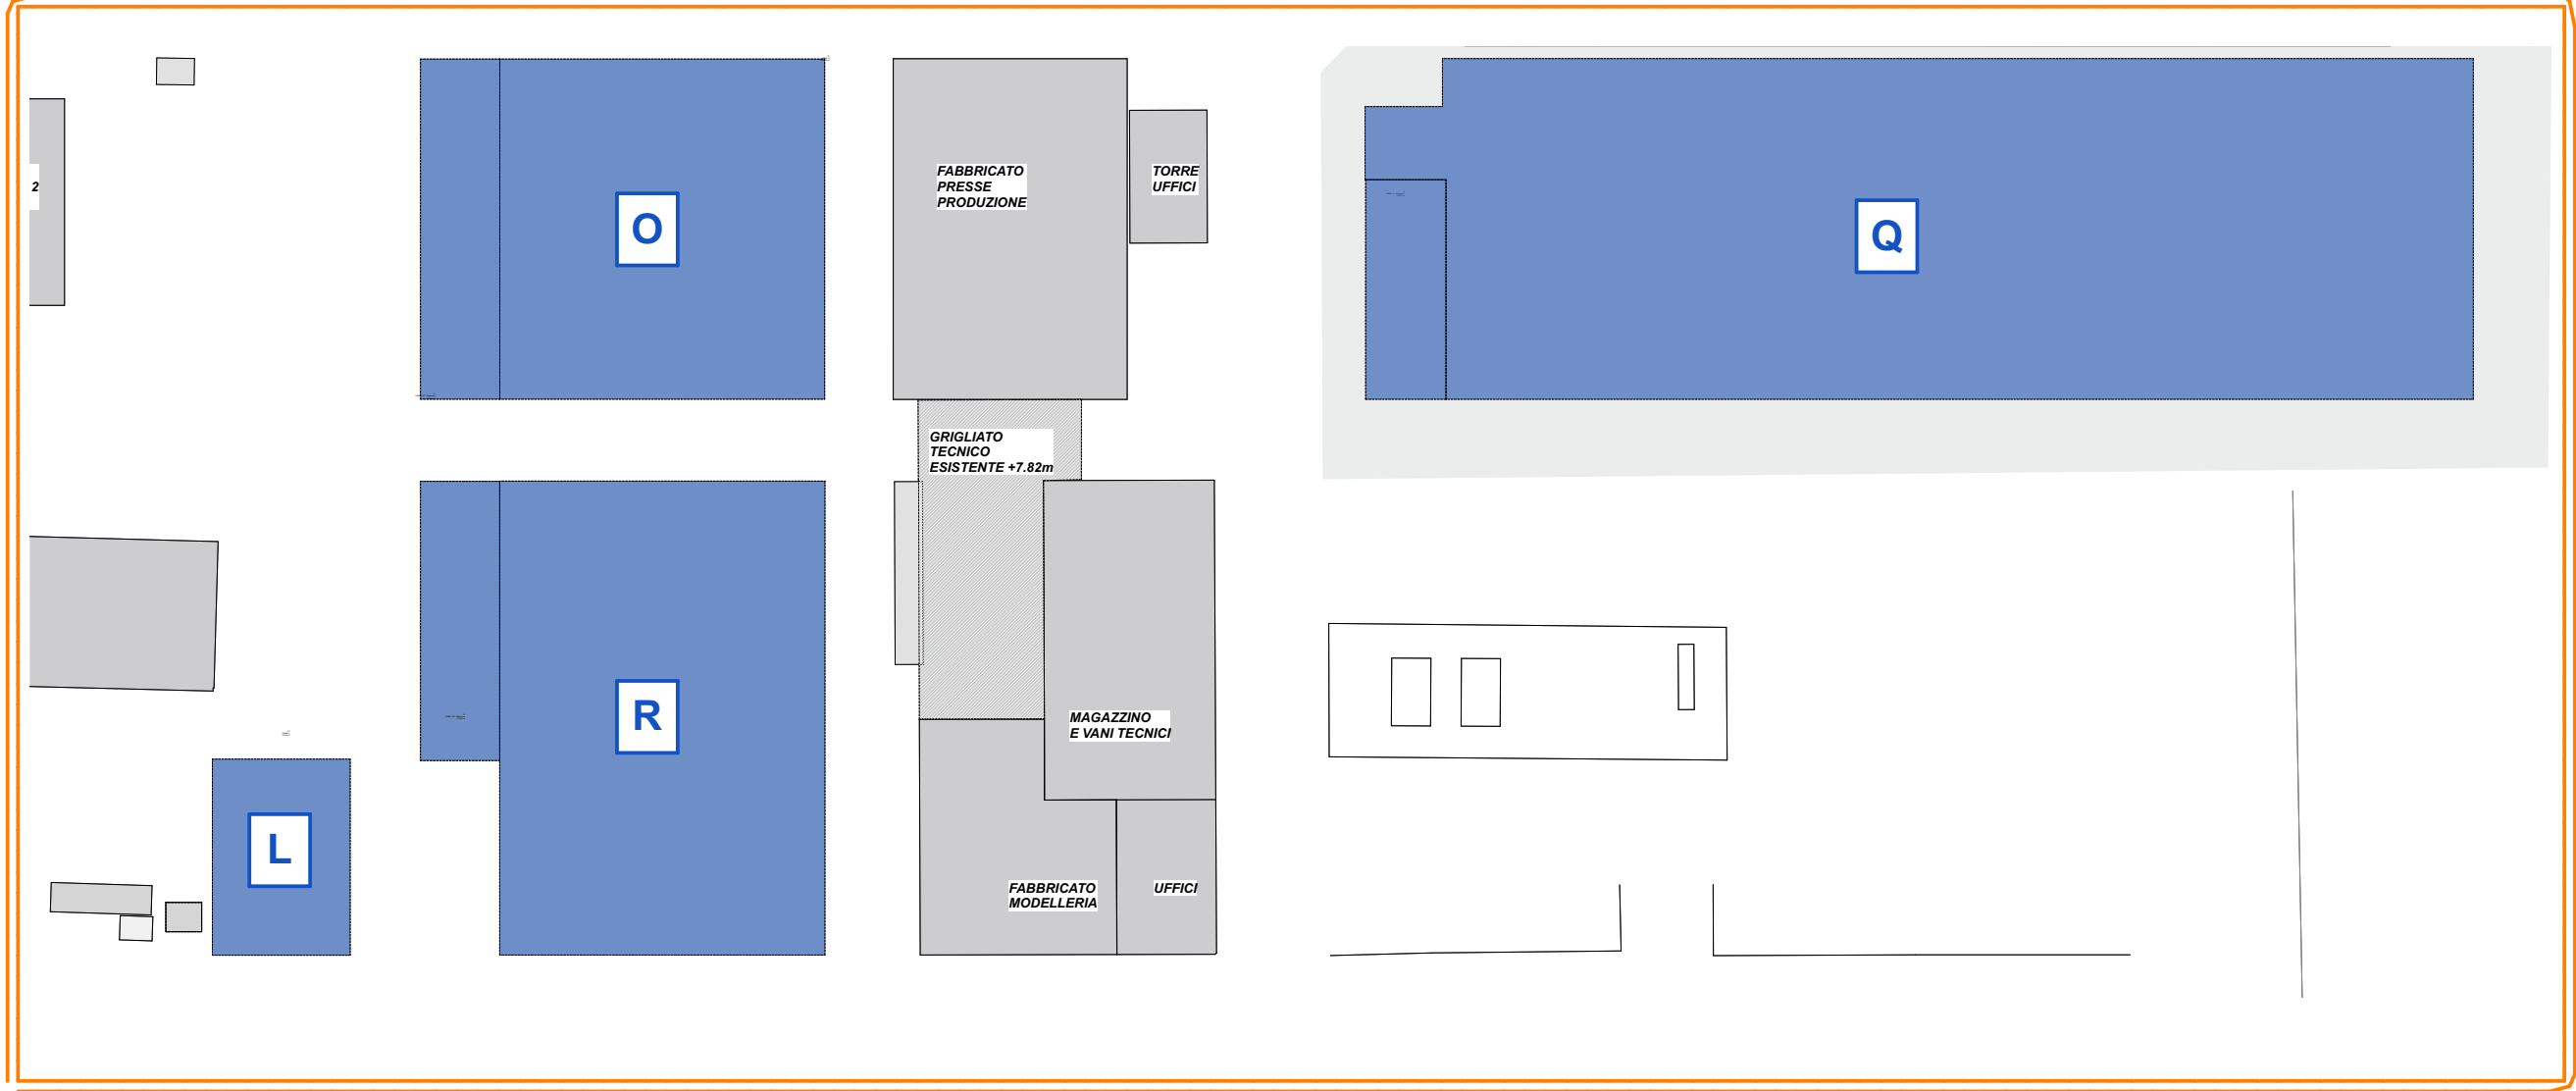 2
O
FABBRICATO
PRESSE
PRODUZIONE
TORRE
UFFICI
Q
GRIGLIATO
TECNICO
ESISTENTE +7.82m
R
MAGAZZINO
E VANI TECNICI
L
FABBRICATO
MODELLERIA
UFFICI